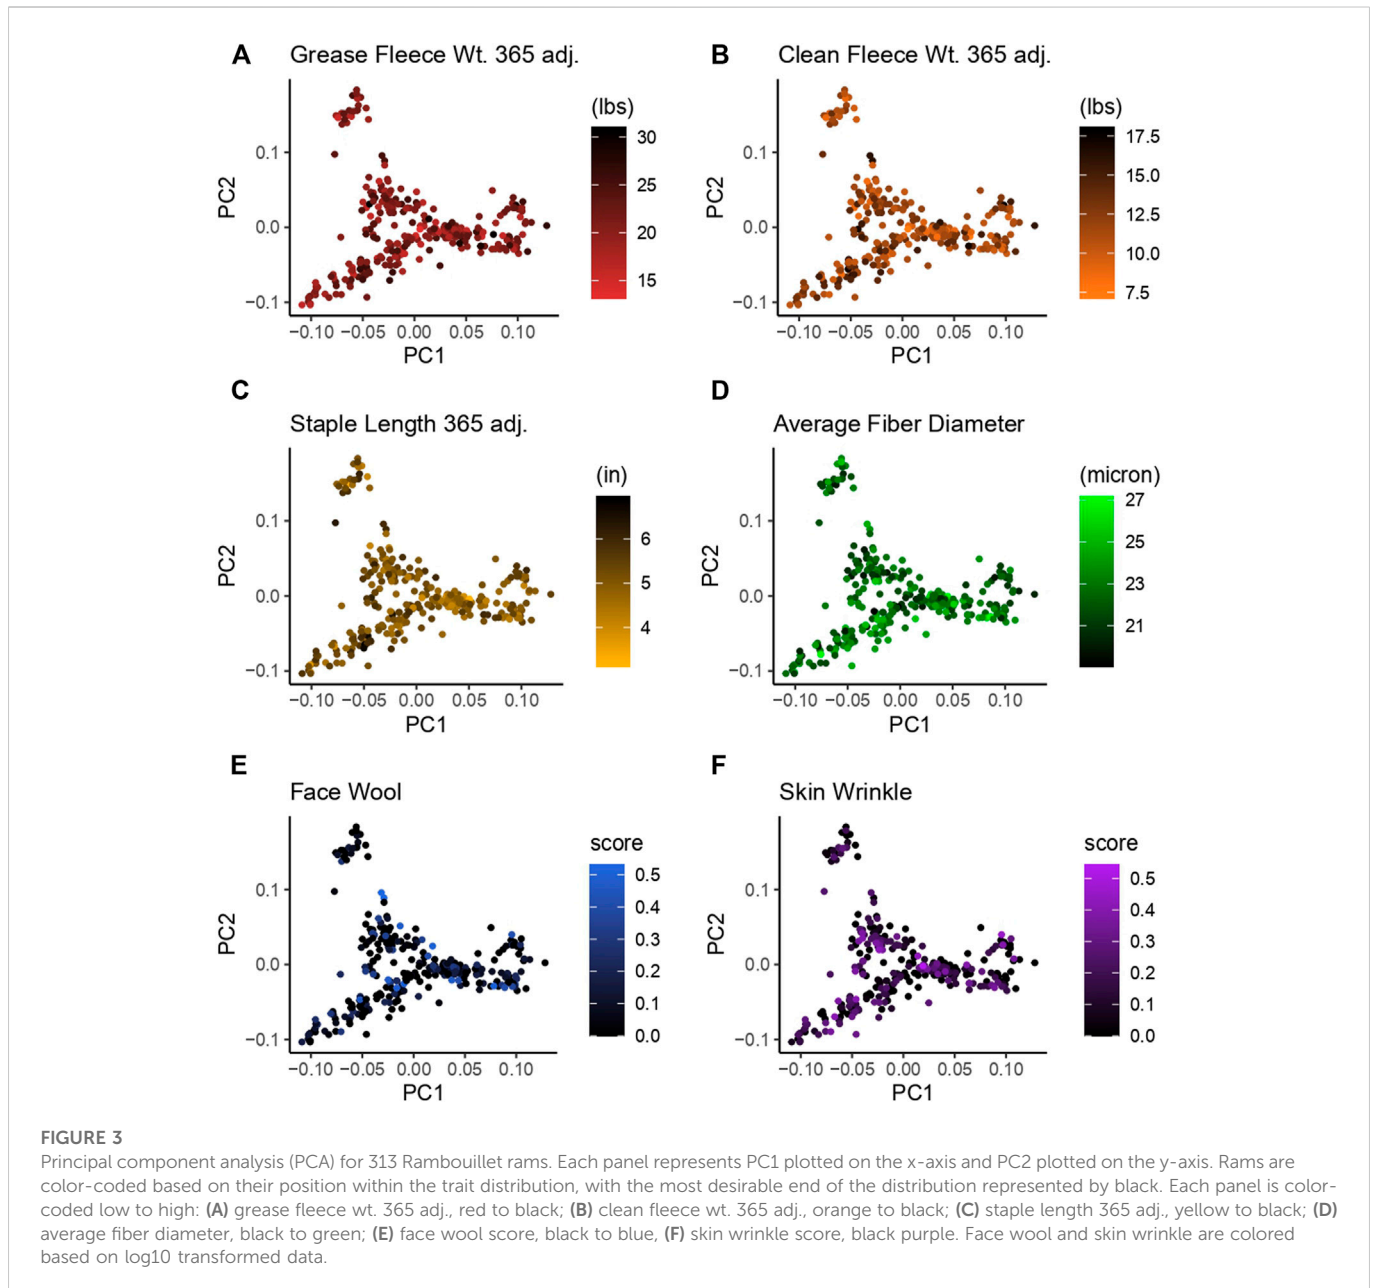 A Grease Fleece Wt. 365 adj.
(lbs)
30
25
20
15
PC2
0.1
0.0
−0.1
−0.10 −0.05 0.00 0.05 0.10
PC1
B Clean Fleece Wt. 365 adj.
(lbs)
17.5
15.0
12.5
10.0
7.5
PC2
0.1
0.0
−0.1
−0.10 −0.05 0.00 0.05 0.10
PC1
C
Staple Length 365 adj.
(in)
6
5
4
PC2
0.1
0.0
−0.1
−0.10 −0.05 0.00 0.05 0.10
PC1
D
Average Fiber Diameter
(micron)
27
25
23
21
PC2
0.1
0.0
−0.1
−0.10 −0.05 0.00 0.05 0.10
PC1
E
Face Wool
score
0.5
0.4
0.3
0.2
0.1
0.0
PC2
0.1
0.0
−0.1
−0.10 −0.05 0.00 0.05 0.10
PC1
F
Skin Wrinkle
score
0.5
0.4
0.3
0.2
0.1
0.0
PC2
0.1
0.0
−0.1
−0.10 −0.05 0.00 0.05 0.10
PC1
FIGURE 3
Principal component analysis (PCA) for 313 Rambouillet rams. Each panel represents PC1 plotted on the x-axis and PC2 plotted on the y-axis. Rams are
color-coded based on their position within the trait distribution, with the most desirable end of the distribution represented by black. Each panel is color-
coded low to high: (A) grease fleece wt. 365 adj., red to black; (B) clean fleece wt. 365 adj., orange to black; (C) staple length 365 adj., yellow to black; (D)
average fiber diameter, black to green; (E) face wool score, black to blue, (F) skin wrinkle score, black purple. Face wool and skin wrinkle are colored
based on log10 transformed data.